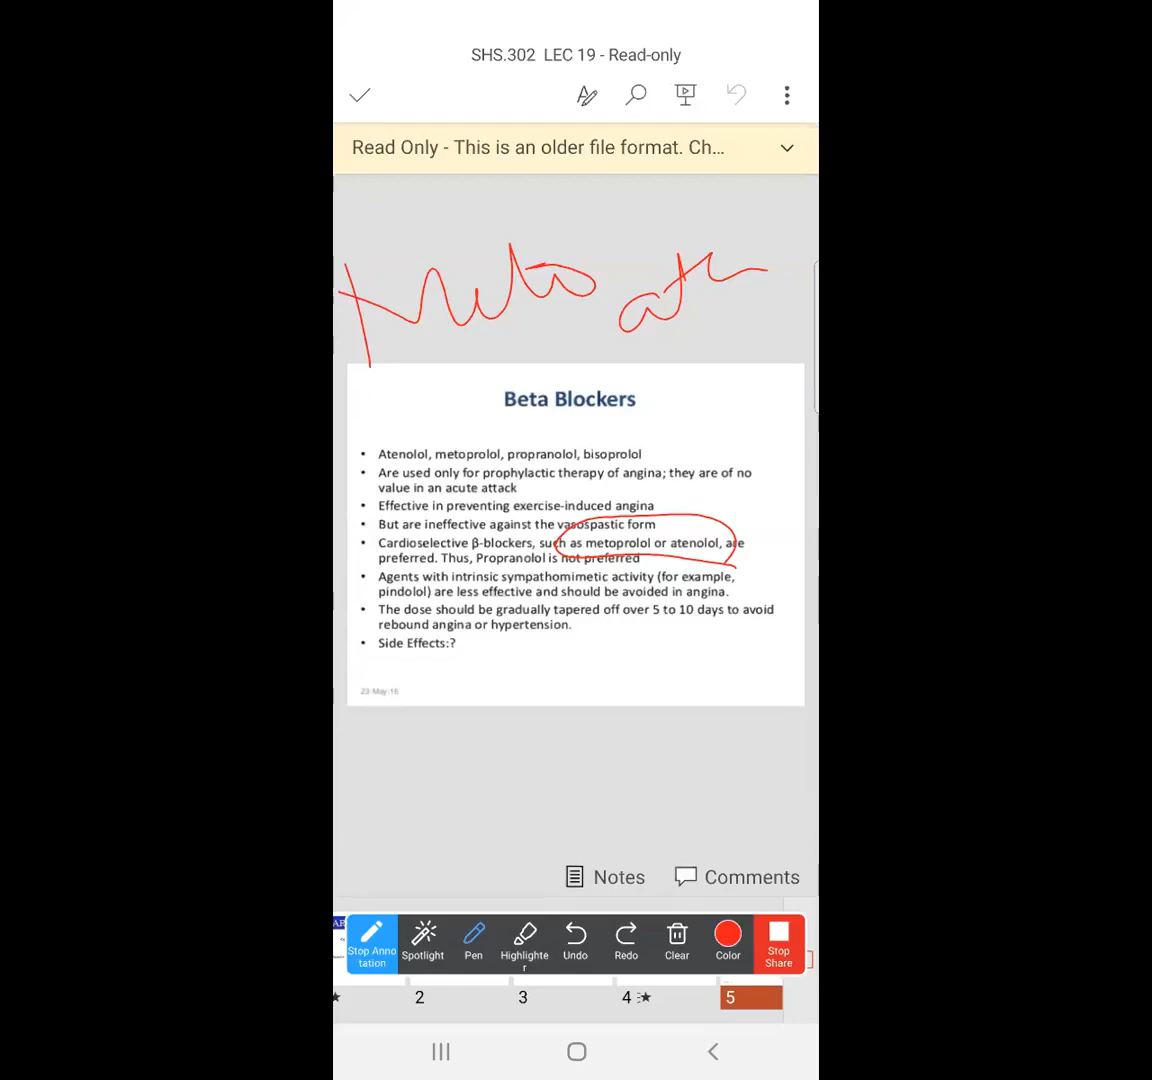 SHS.302 LEC 19 - Read-only
Read Only - This is an older file format. Ch...
Beta Blockers
• Atenolol, metoprolol, propranolol, bisoprolol
• Are used only for prophylactic therapy of angina; they are of no
value in an acute attack
• Effective in preventing exercise-induced angina
• But are ineffective against the vasospastic form
• Cardioselective β-blockers, such as metoprolol or atenolol, are
preferred. Thus, Propranolol is not preferred
• Agents with intrinsic sympathomimetic activity (for example,
pindolol) are less effective and should be avoided in angina.
• The dose should be gradually tapered off over 5 to 10 days to avoid
rebound angina or hypertension.
• Side Effects:?
23-May-16
Notes Comments
Stop Anno
tation
Spotlight
Pen
Highlighte
r
Undo
Redo
Clear
Color
Stop
Share
2 3 4 5